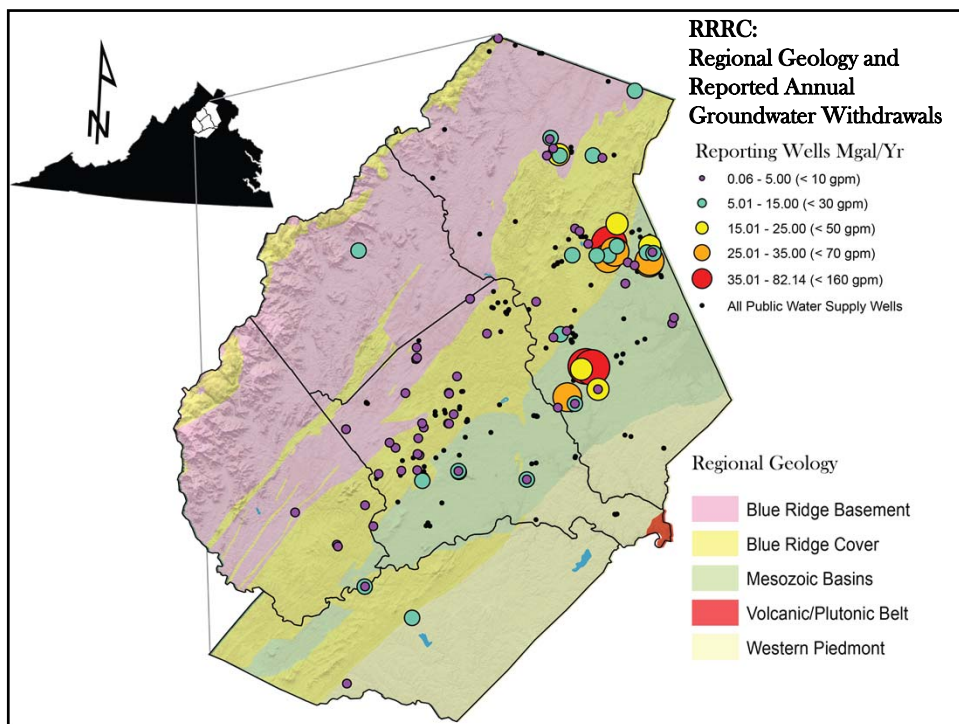 RRRC:
Regional Geology and
Reported Annual
Groundwater Withdrawals
Reporting Wells Mgal/Yr
0.06 - 5.00 (< 10 gpm)
5.01 - 15.00 (< 30 gpm)
15.01 - 25.00 (< 50 gpm)
25.01 - 35.00 (< 70 gpm)
35.01 - 82.14 (< 160 gpm)
All Public Water Supply Wells
N
Regional Geology
Blue Ridge Basement
Blue Ridge Cover
Mesozoic Basins
Volcanic/Plutonic Belt
Western Piedmont